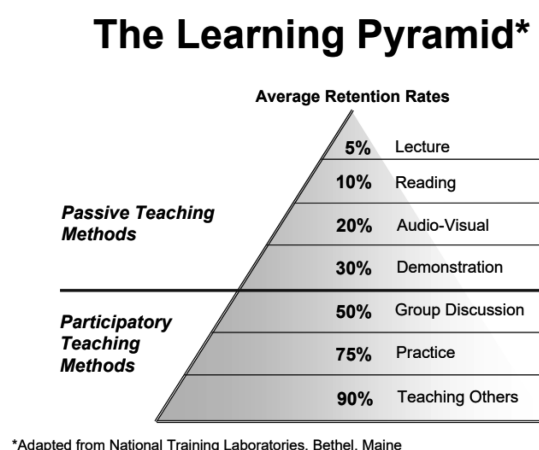 The Learning Pyramid*
Average Retention Rates
5% Lecture
10% Reading
Passive Teaching
Methods
20% Audio-Visual
30% Demonstration
50% Group Discussion
Participatory
Teaching
Methods
75% Practice
90% Teaching Others
*Adapted from National Training Laboratories. Bethel, Maine